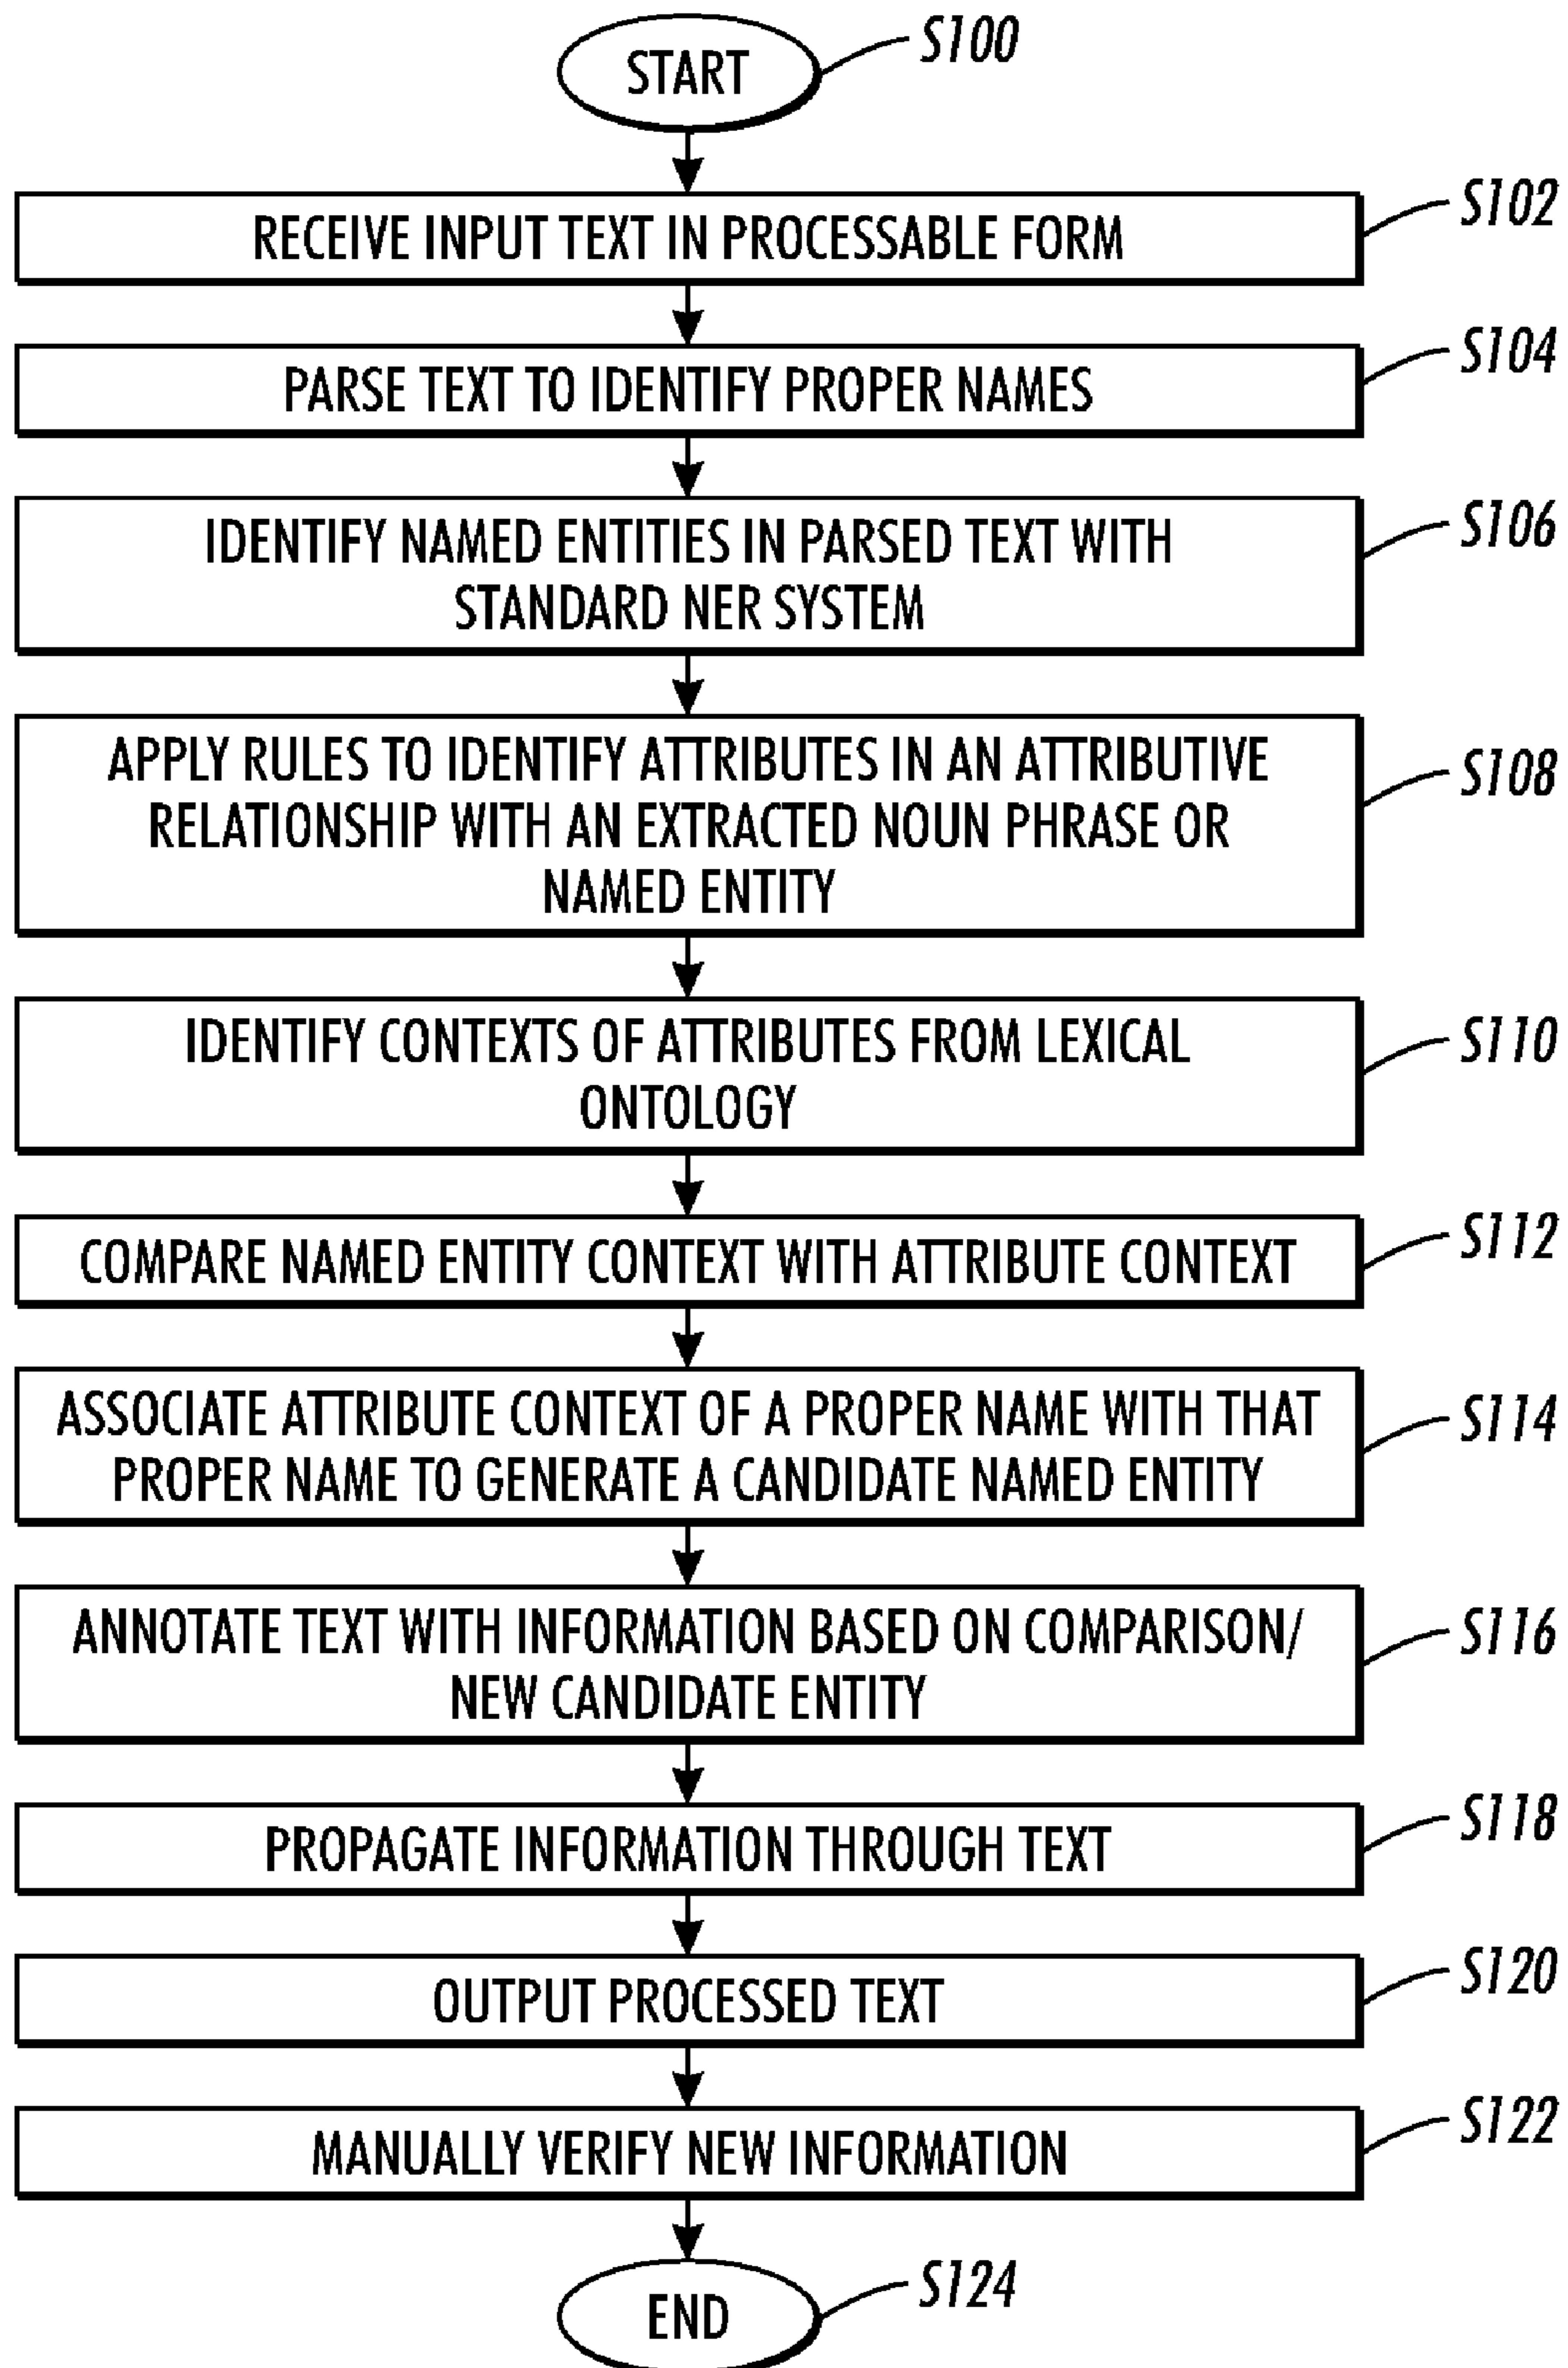 START
S100
RECEIVE INPUT TEXT IN PROCESSABLE FORM
S102
PARSE TEXT TO IDENTIFY PROPER NAMES
S104
IDENTIFY NAMED ENTITIES IN PARSED TEXT WITH
STANDARD NER SYSTEM
S106
APPLY RULES TO IDENTIFY ATTRIBUTES IN AN ATTRIBUTIVE
RELATIONSHIP WITH AN EXTRACTED NOUN PHRASE OR
NAMED ENTITY
S108
IDENTIFY CONTEXTS OF ATTRIBUTES FROM LEXICAL
ONTOLOGY
S110
COMPARE NAMED ENTITY CONTEXT WITH ATTRIBUTE CONTEXT
S112
ASSOCIATE ATTRIBUTE CONTEXT OF A PROPER NAME WITH THAT
PROPER NAME TO GENERATE A CANDIDATE NAMED ENTITY
S114
ANNOTATE TEXT WITH INFORMATION BASED ON COMPARISON/
NEW CANDIDATE ENTITY
S116
PROPAGATE INFORMATION THROUGH TEXT
S118
OUTPUT PROCESSED TEXT
S120
MANUALLY VERIFY NEW INFORMATION
S122
END
S124